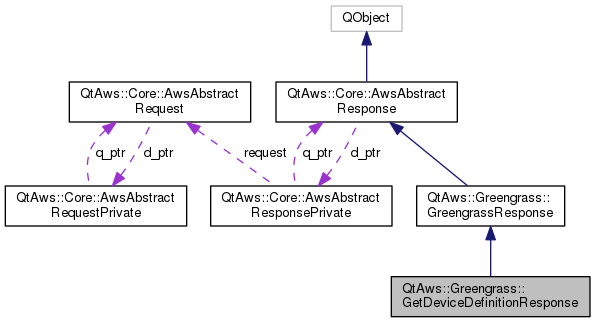 QObject
QtAws::Core::AwsAbstract
Request
QtAws::Core::AwsAbstract
Response
q_ptr
d_ptr
request
q_ptr
d_ptr
QtAws::Core::AwsAbstract
RequestPrivate
QtAws::Core::AwsAbstract
ResponsePrivate
QtAws::Greengrass::
GreengrassResponse
QtAws::Greengrass::
GetDeviceDefinitionResponse